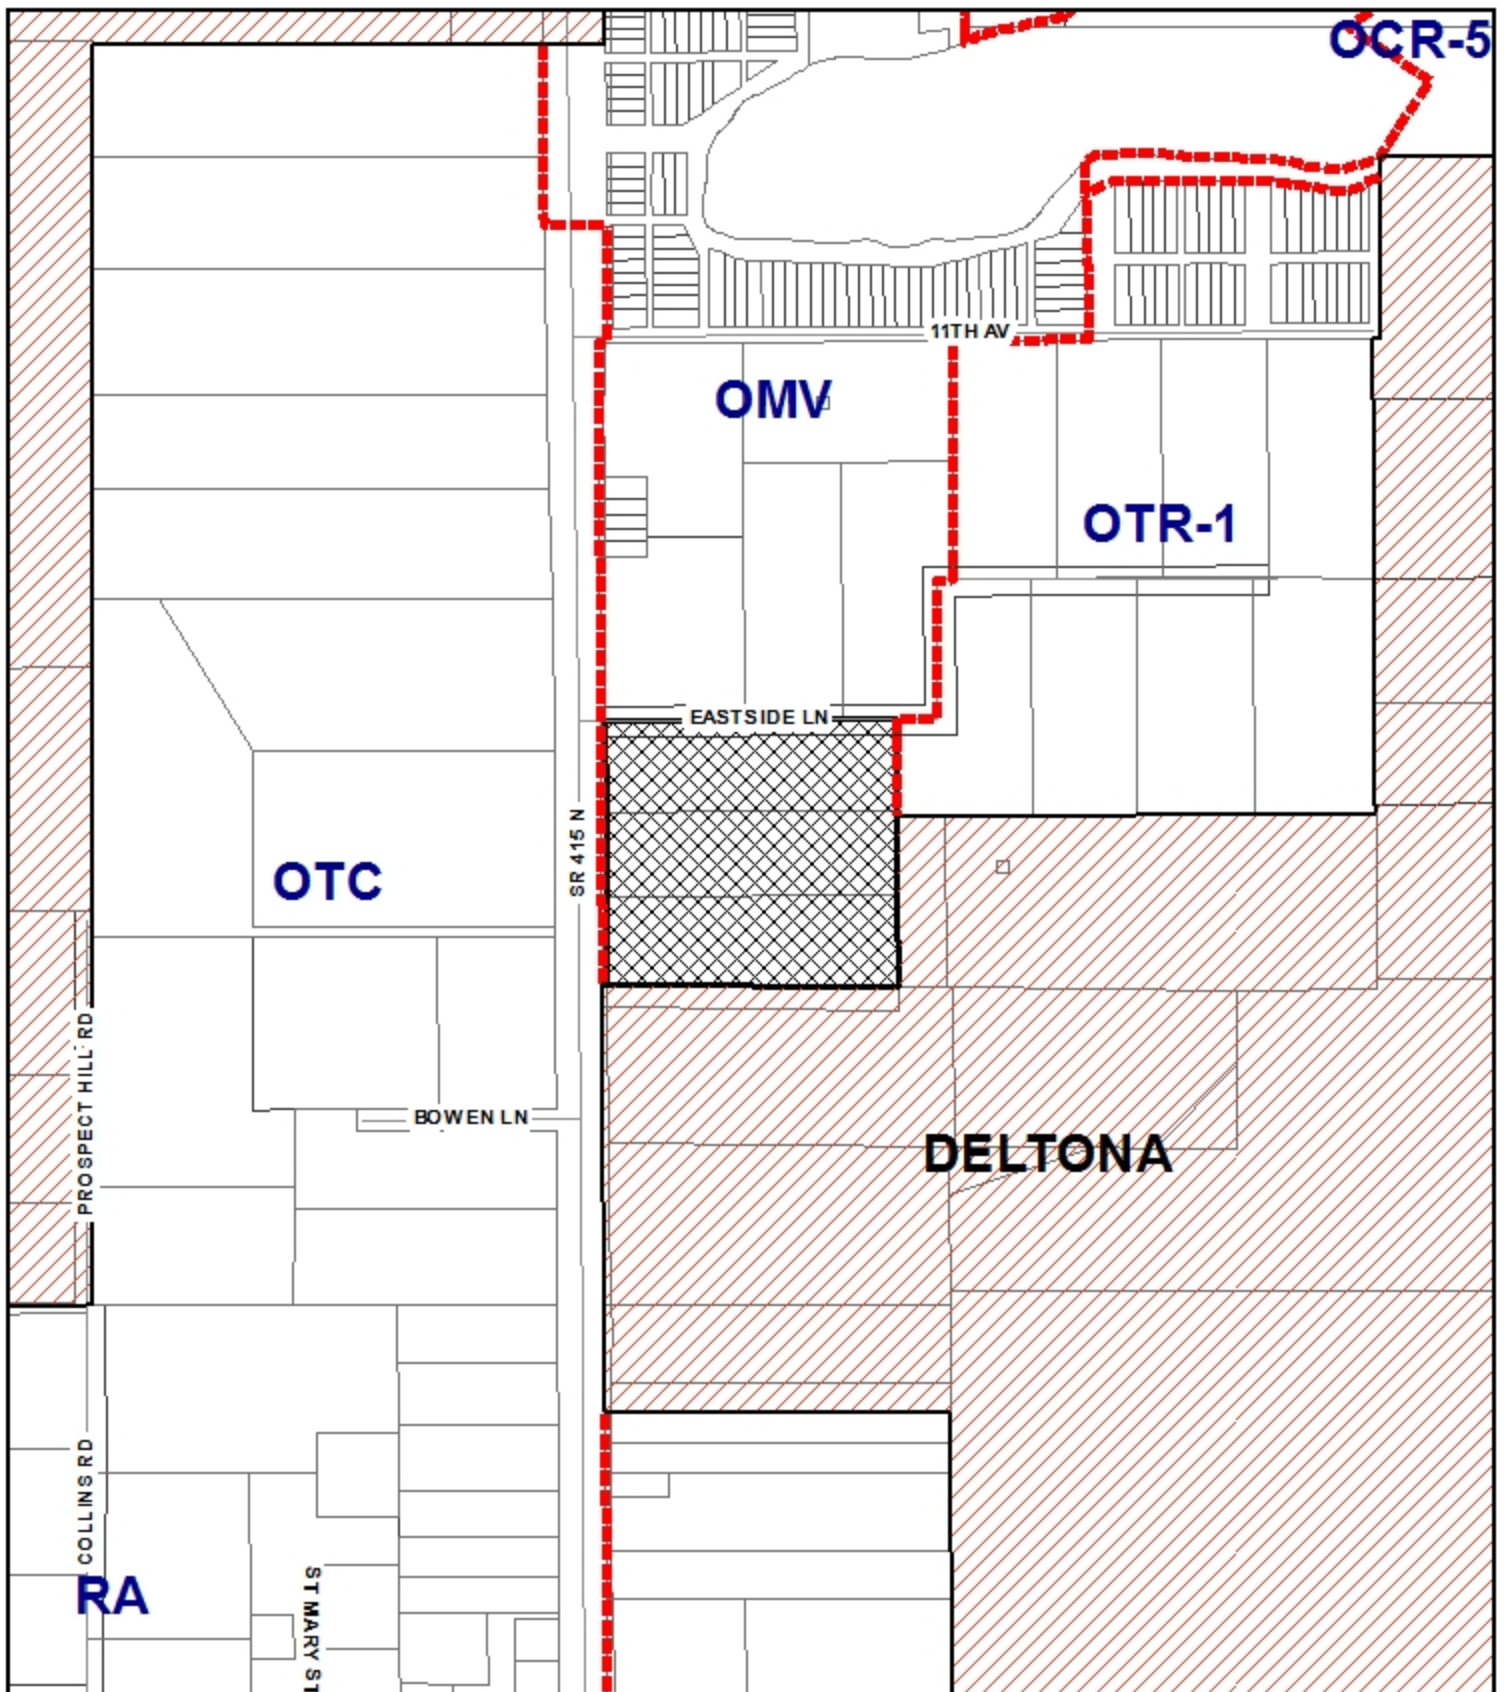 OCR-5
11TH AV
OMV
OTR-1
EASTSIDE LN
SR 415 N
OTC
PROSPECT HILL RD
BOWEN LN
DELTONA
COLLINS RD
RA
ST MARY ST